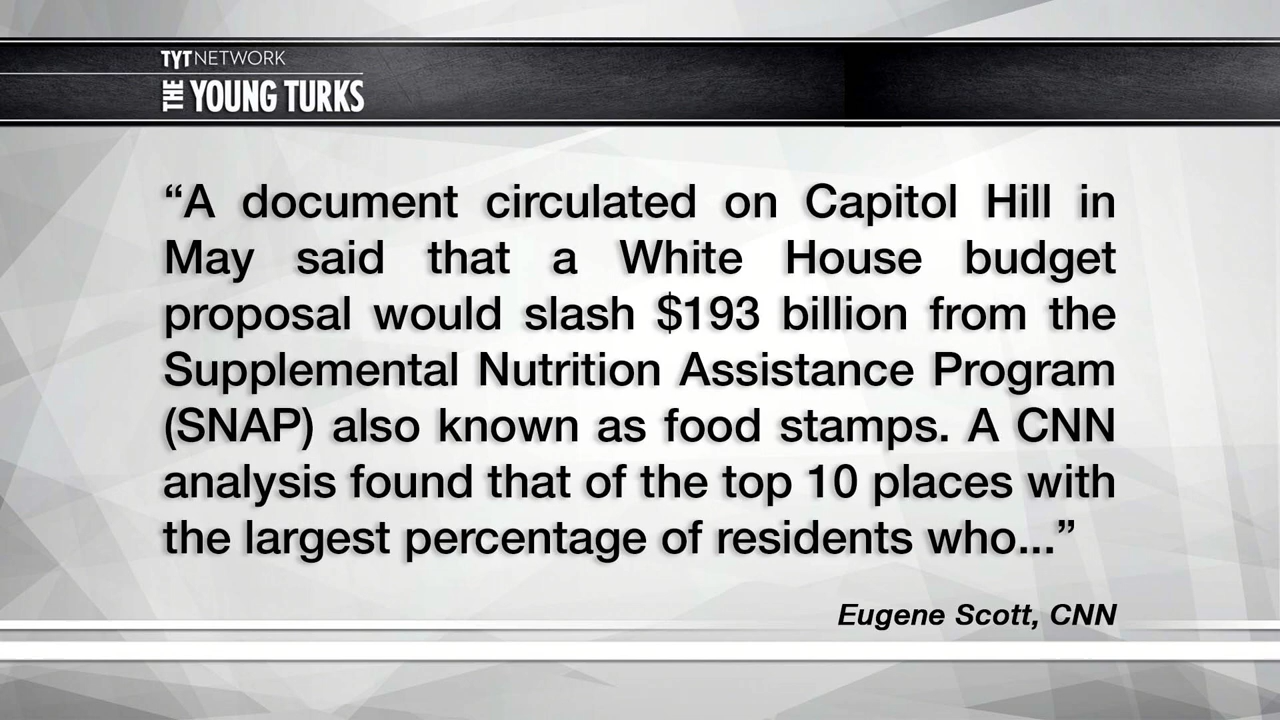 TYT NETWORK
THE YOUNG TURKS
“A document circulated on Capitol Hill in
May said that a White House budget
proposal would slash $193 billion from the
Supplemental Nutrition Assistance Program
(SNAP) also known as food stamps. A CNN
analysis found that of the top 10 places with
the largest percentage of residents who...”
Eugene Scott, CNN